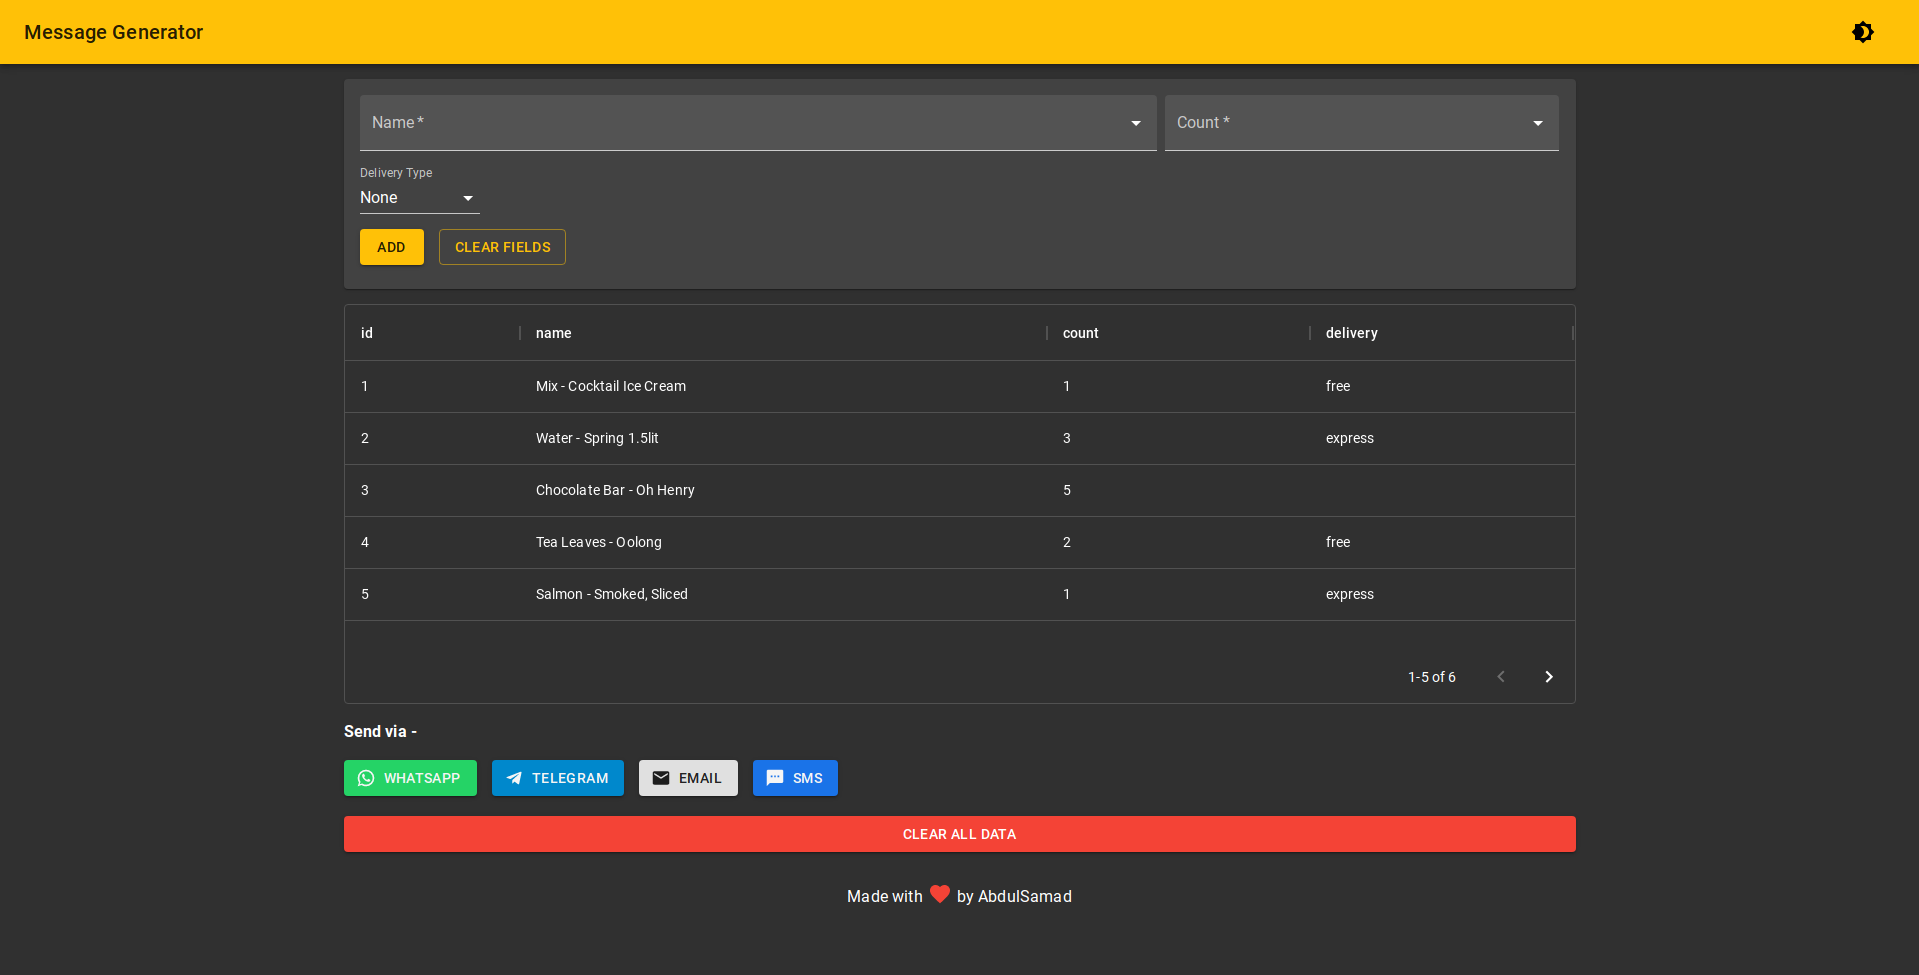 Message Generator
Name *
Count *
Delivery Type
None
ADD
CLEAR FIELDS
id name count delivery
1 Mix - Cocktail Ice Cream 1 free
2 Water - Spring 1.5lit 3 express
3 Chocolate Bar - Oh Henry 5
4 Tea Leaves - Oolong 2 free
5 Salmon - Smoked, Sliced 1 express
1-5 of 6
Send via -
WHATSAPP TELEGRAM EMAIL SMS
CLEAR ALL DATA
Made with by AbdulSamad